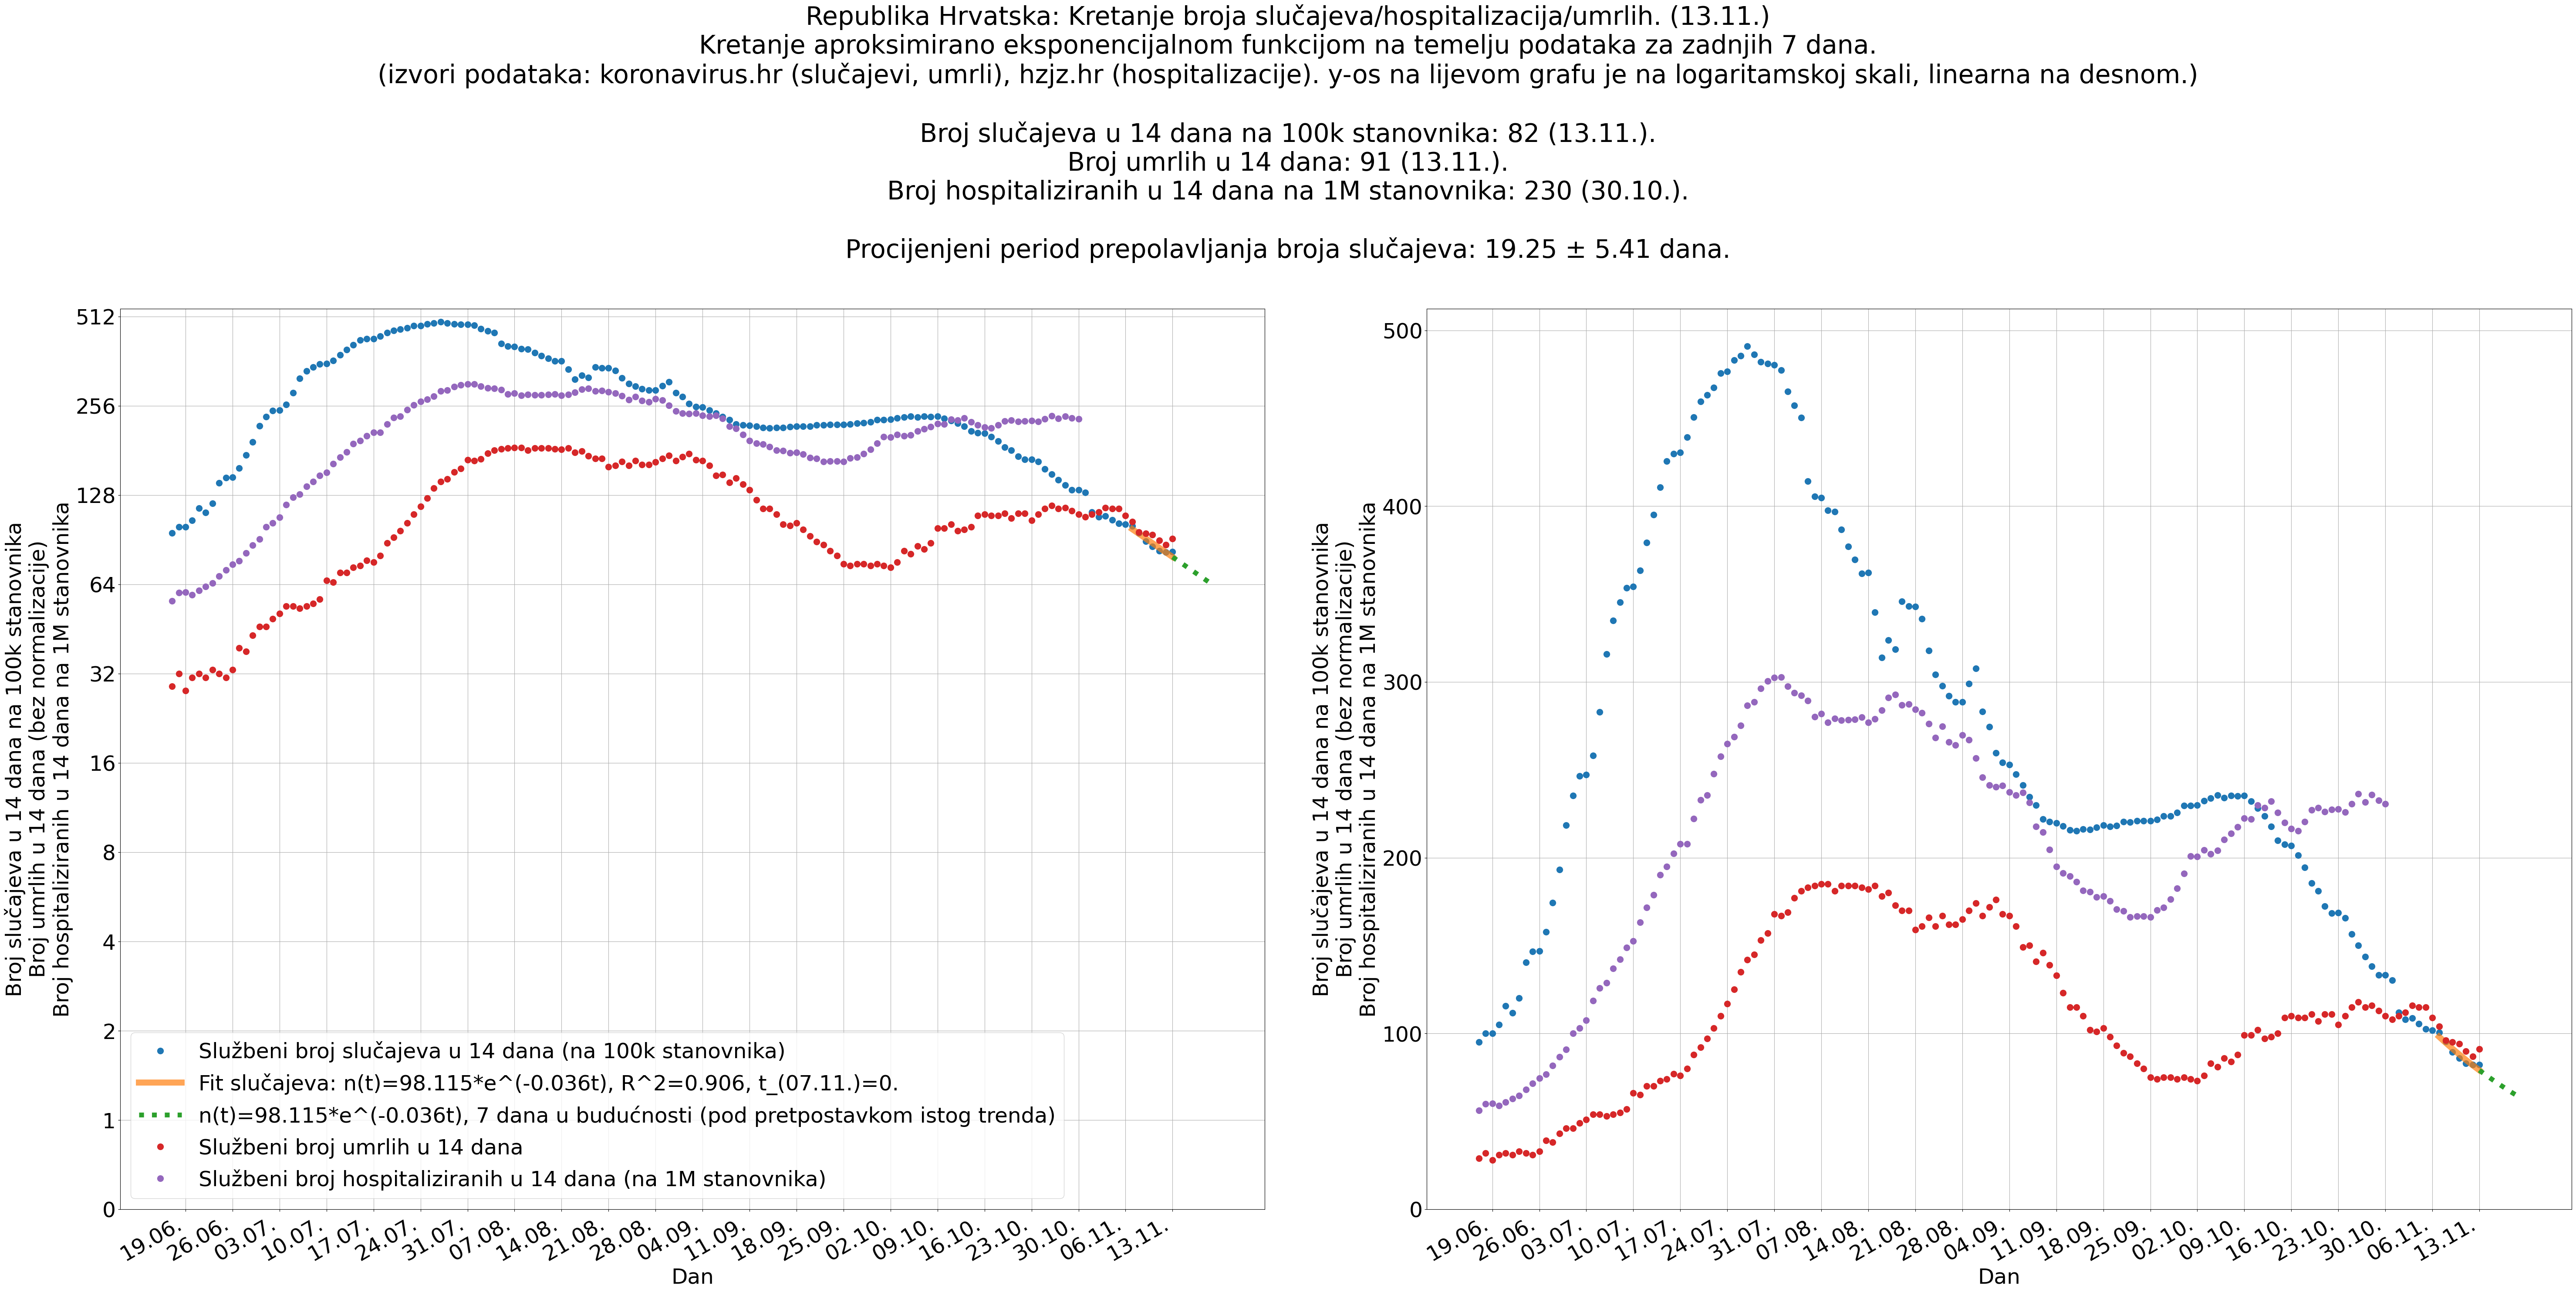 Republika Hrvatska: Kretanje broja slučajeva/hospitalizacija/umrlih. (13.11.)
Kretanje aproksimirano eksponencijalnom funkcijom na temelju podataka za zadnjih 7 dana.
(izvori podataka: koronavirus.hr (slučajevi, umrli), hzjz.hr (hospitalizacije). y-os na lijevom grafu je na logaritamskoj skali, linearna na desnom.)
Broj slučajeva u 14 dana na 100k stanovnika: 82 (13.11.).
Broj umrlih u 14 dana: 91 (13.11.).
Broj hospitaliziranih u 14 dana na 1M stanovnika: 230 (30.10.).
Procijenjeni period prepolavljanja broja slučajeva: 19.25 ± 5.41 dana.
Broj slučajeva u 14 dana na 100k stanovnika
Broj umrlih u 14 dana (bez normalizacije)
Broj hospitaliziranih u 14 dana na 1M stanovnika
512
256
128
64
32
16
8
4
2
1
0
Službeni broj slučajeva u 14 dana (na 100k stanovnika)
Fit slučajeva: n(t)=98.115*e^(-0.036t), R^2=0.906, t_(07.11.)=0.
n(t)=98.115*e^(-0.036t), 7 dana u budućnosti (pod pretpostavkom istog trenda)
Službeni broj umrlih u 14 dana
Službeni broj hospitaliziranih u 14 dana (na 1M stanovnika)
19.06. 26.06. 03.07. 10.07. 17.07. 24.07. 31.07. 07.08. 14.08. 21.08. 28.08. 04.09. 11.09. 18.09. 25.09. 02.10. 09.10. 16.10. 23.10. 30.10. 06.11. 13.11.
Dan
Broj slučajeva u 14 dana na 100k stanovnika
Broj umrlih u 14 dana (bez normalizacije)
Broj hospitaliziranih u 14 dana na 1M stanovnika
500
400
300
200
100
0
19.06. 26.06. 03.07. 10.07. 17.07. 24.07. 31.07. 07.08. 14.08. 21.08. 28.08. 04.09. 11.09. 18.09. 25.09. 02.10. 09.10. 16.10. 23.10. 30.10. 06.11. 13.11.
Dan